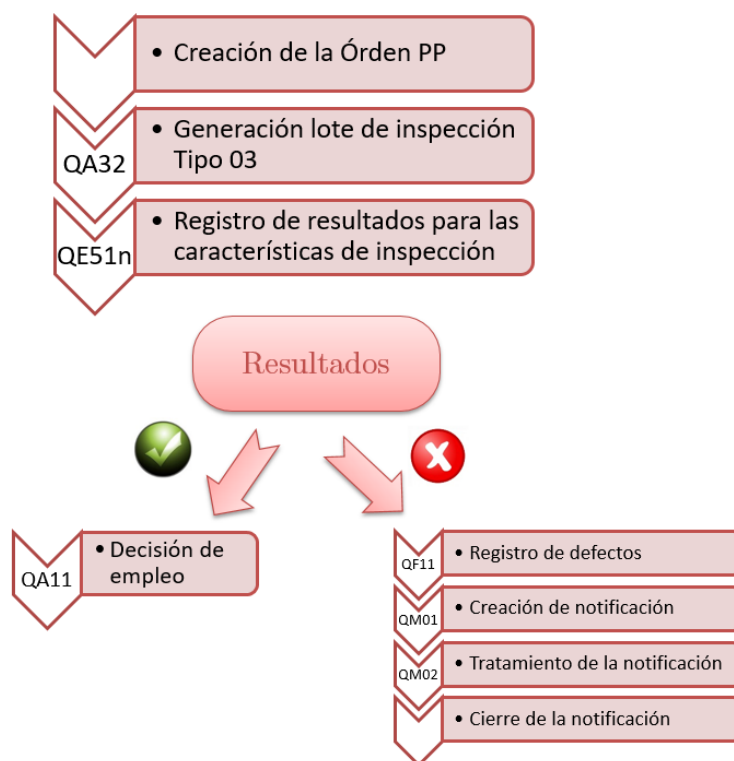 • Creación de la Órden PP
QA32
• Generación lote de inspección
Tipo 03
QE51n
• Registro de resultados para las
características de inspección
Resultados
QA11
• Decisión de
empleo
QF11
• Registro de defectos
QM01
• Creación de notificación
QM02
• Tratamiento de la notificación
• Cierre de la notificación